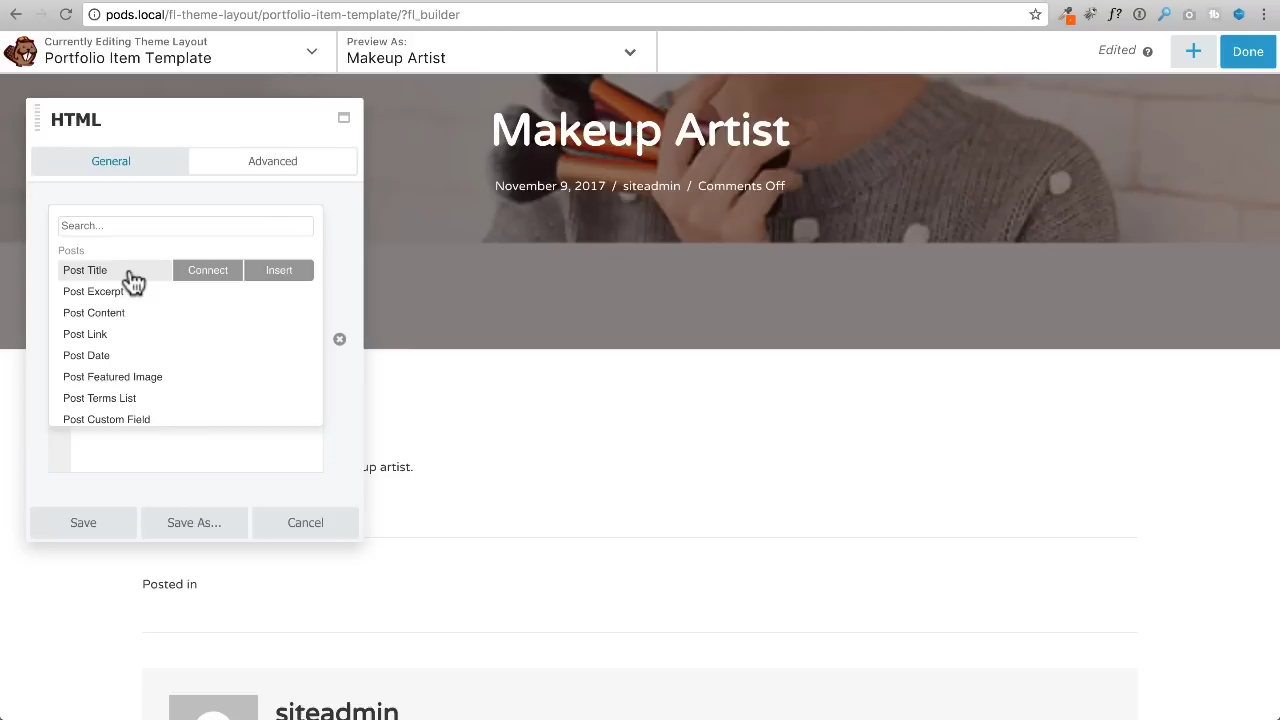 pods.local/fl-theme-layout/portfolio-item-template/?fl_builder
Currently Editing Theme Layout
Portfolio Item Template
Preview As:
Makeup Artist
Edited
Done
HTML
General
Advanced
Search...
Posts
Post Title
Connect
Insert
Post Excerpt
Post Content
Post Link
Post Date
Post Featured Image
Post Terms List
Post Custom Field
Save
Save As...
Cancel
Makeup Artist
November 9, 2017 / siteadmin / Comments Off
artist.
Posted in
siteadmin